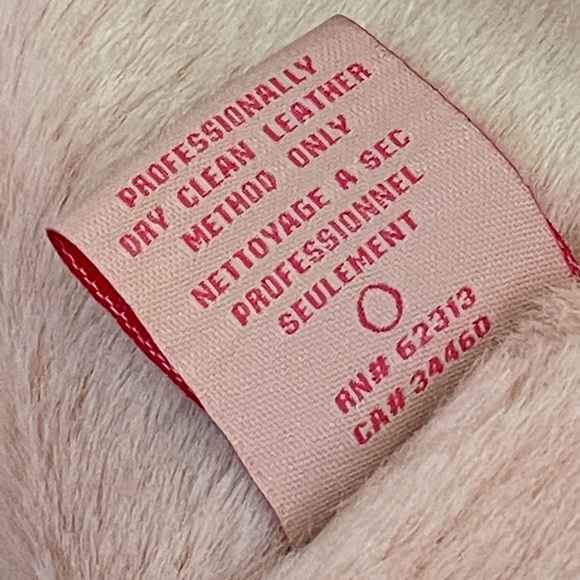 PROFESSIONALLY
DRY CLEAN LEATHER
METHOD ONLY
NETTOYAGE A SEC
PROFESSIONNEL
SEULEMENT
RN# 62313
CA# 34460